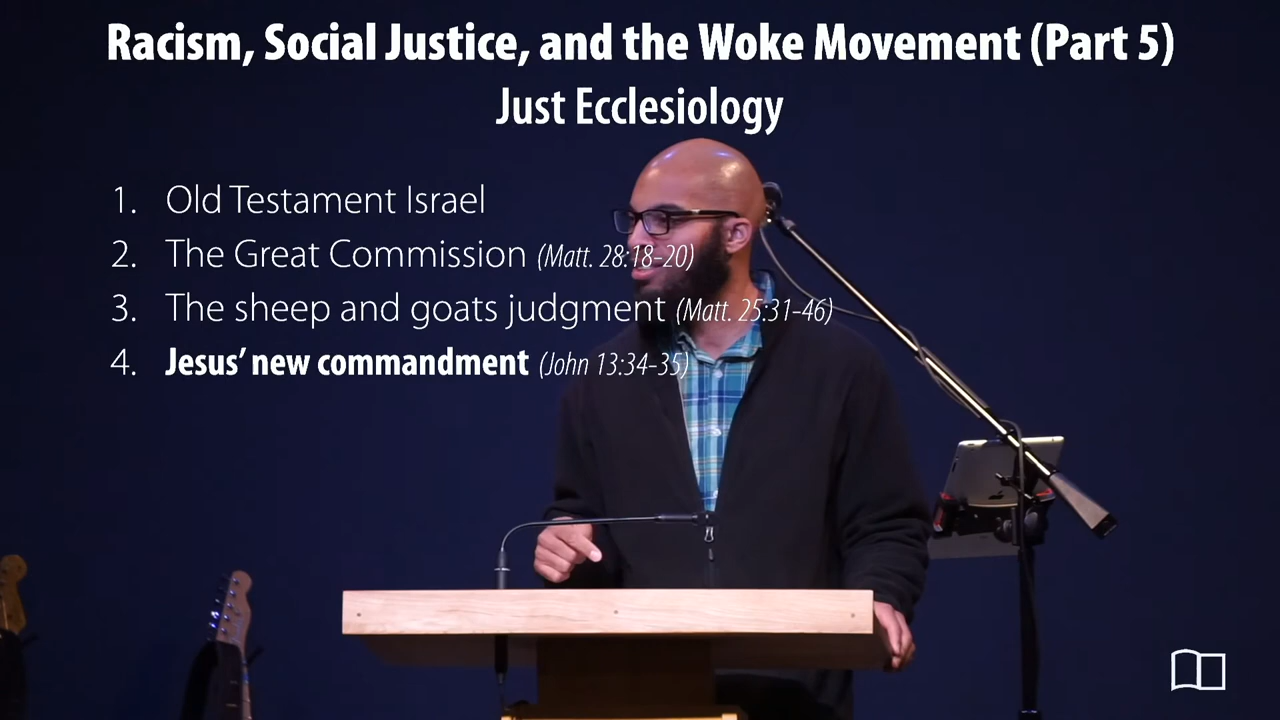 Racism, Social Justice, and the Woke Movement (Part 5)
Just Ecclesiology
1. Old Testament Israel
2. The Great Commission (Matt. 28:18-20)
3. The sheep and goats judgment (Matt. 25:31-46)
4. Jesus’ new commandment (John 13:34-35)